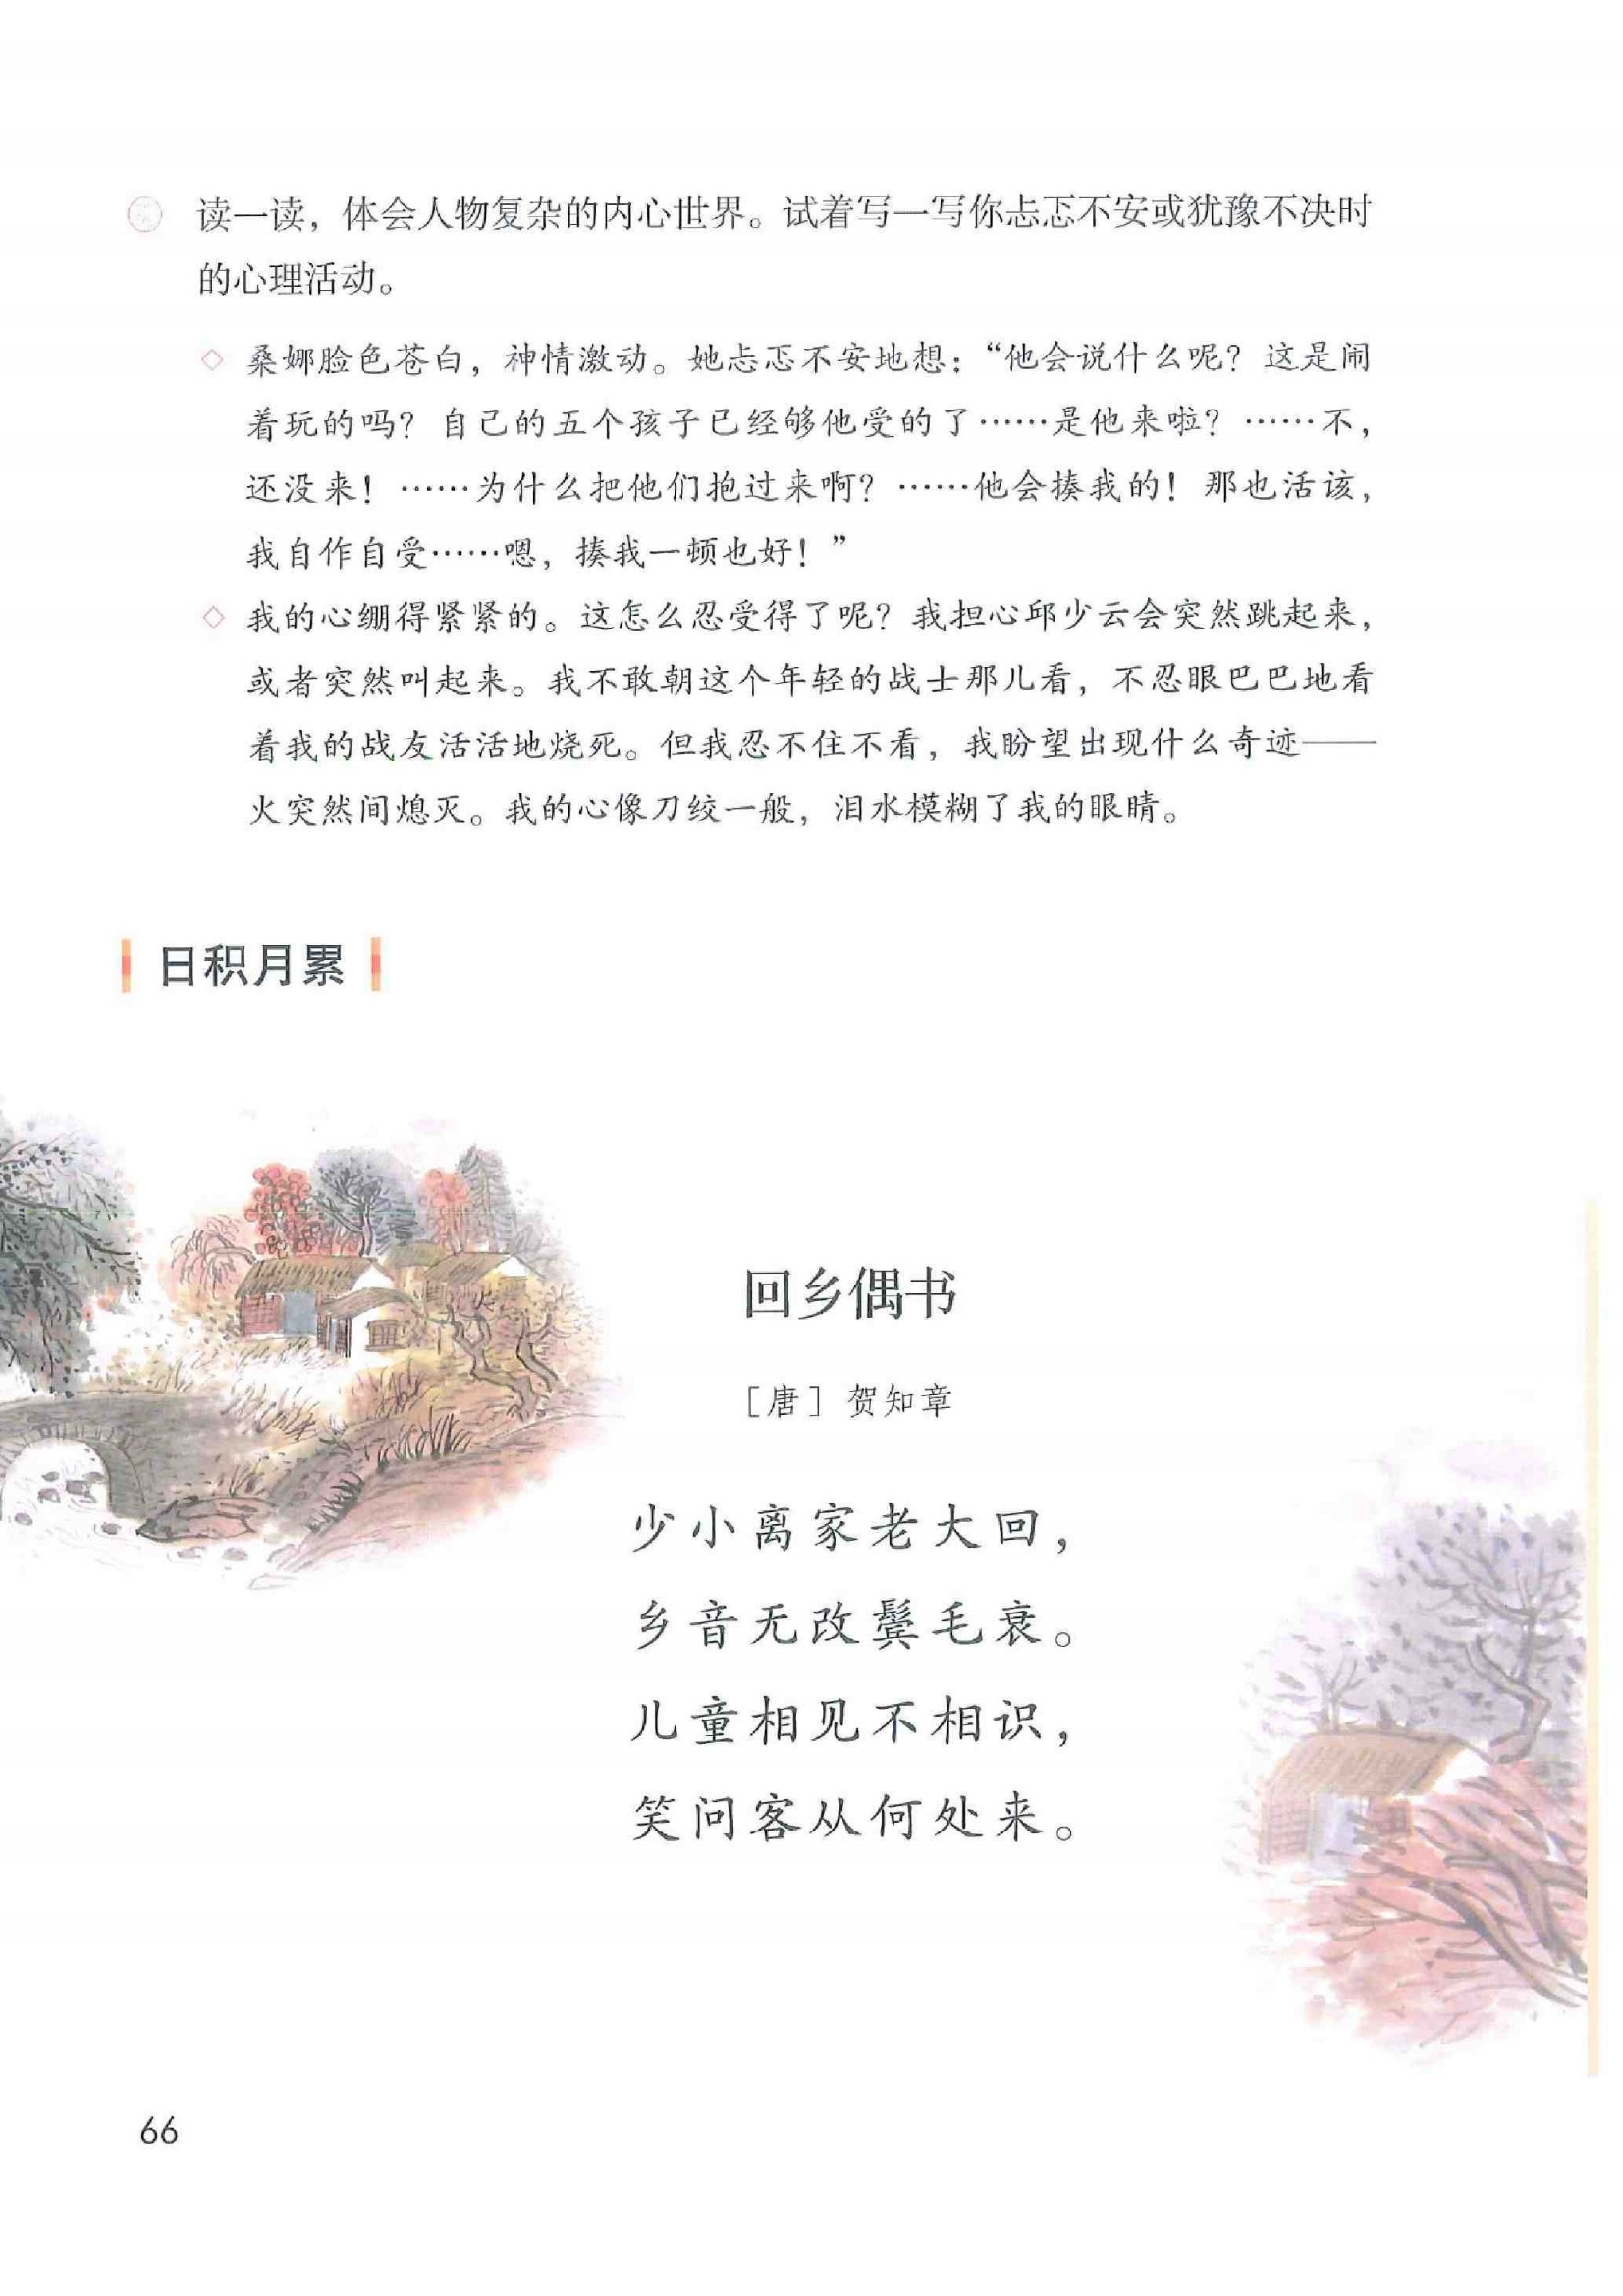 读一读，体会人物复杂的内心世界。试着写一写你忐忑不安或犹豫不决时
的心理活动。
◇ 桑娜脸色苍白，神情激动。她忐忑不安地想：“他会说什么呢？这是闹
着玩的吗？自己的五个孩子已经够他受的了……是他来啦？……不，
还没来！……为什么把他们抱过来啊？……他会揍我的！那也活该，
我自作自受……嗯，揍我一顿也好！”
◇ 我的心绷得紧紧的。这怎么忍受得了呢？我担心邱少云会突然跳起来，
或者突然叫起来。我不敢朝这个年轻的战士那儿看，不忍眼巴巴地看
着我的战友活活地烧死。但我忍不住不看，我盼望出现什么奇迹——
火突然间熄灭。我的心像刀绞一般，泪水模糊了我的眼睛。
日积月累
回乡偶书
［唐］贺知章
少小离家老大回，
乡音无改鬓毛衰。
儿童相见不相识，
笑问客从何处来。
66